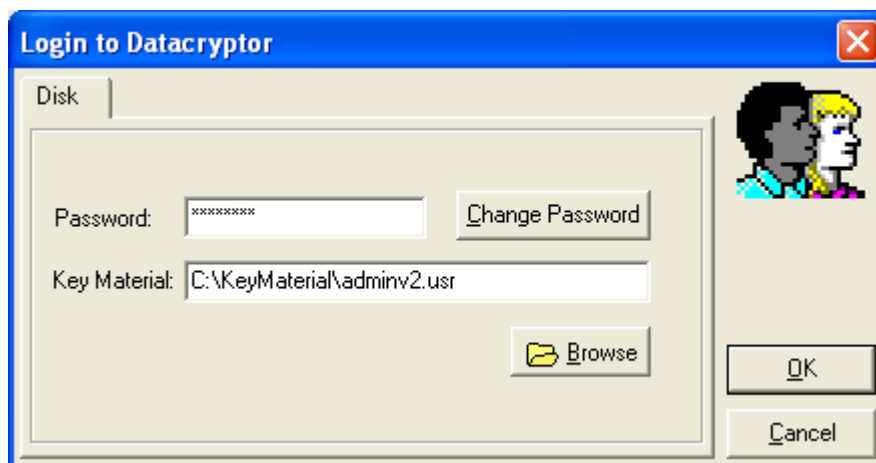 Login to Datacryptor
Disk
Password: ******** Change Password
Key Material: C:\KeyMaterial\adminv2.usr
Browse
OK
Cancel